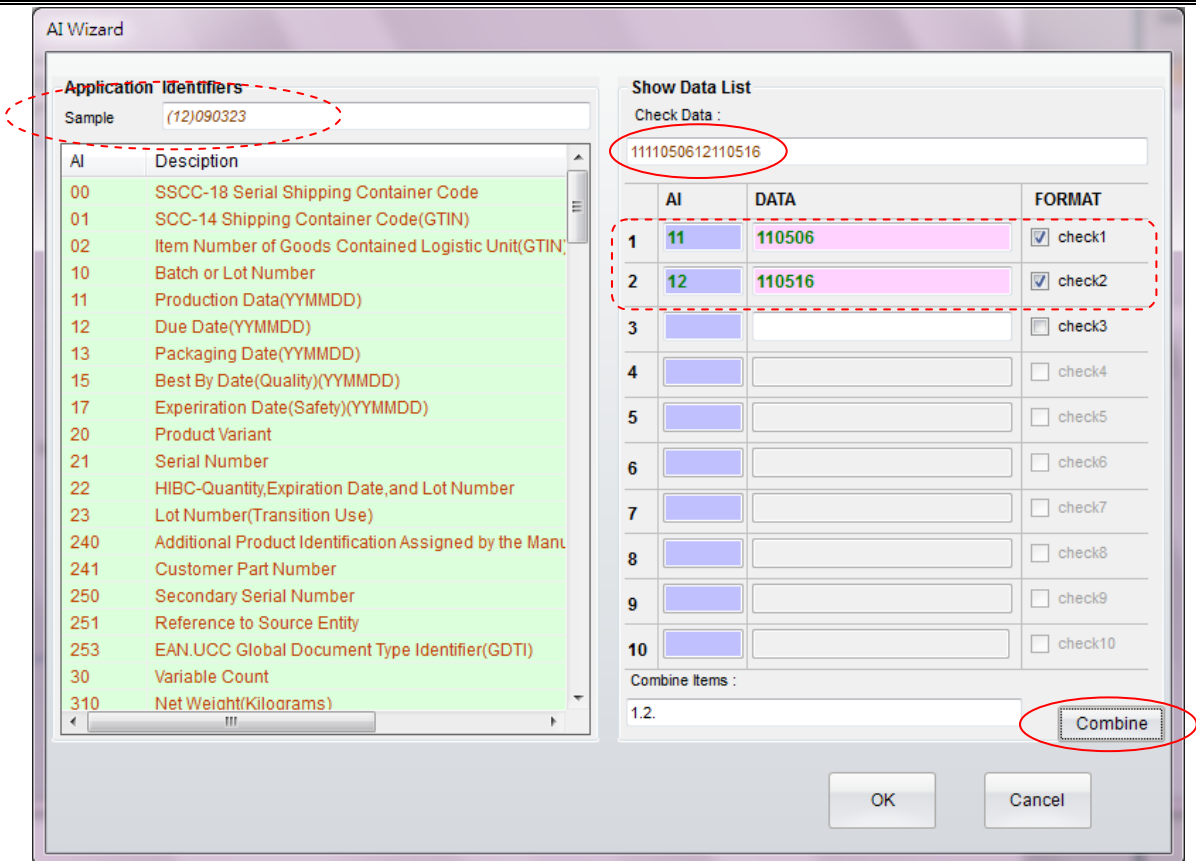 AI Wizard
Application Identifiers
Sample (12)090323
AI Desciption
00 SSCC-18 Serial Shipping Container Code
01 SCC-14 Shipping Container Code(GTIN)
02 Item Number of Goods Contained Logistic Unit(GTIN)
10 Batch or Lot Number
11 Production Data(YYMMDD)
12 Due Date(YYMMDD)
13 Packaging Date(YYMMDD)
15 Best By Date(Quality)(YYMMDD)
17 Experiration Date(Safety)(YYMMDD)
20 Product Variant
21 Serial Number
22 HIBC-Quantity,Expiration Date,and Lot Number
23 Lot Number(Transition Use)
240 Additional Product Identification Assigned by the Manu
241 Customer Part Number
250 Secondary Serial Number
251 Reference to Source Entity
253 EAN.UCC Global Document Type Identifier(GDTI)
30 Variable Count
310 Net Weight(Kilograms)
Show Data List
Check Data :
1111050612110516
AI DATA FORMAT
1 11 110506 check1
2 12 110516 check2
3 check3
4 check4
5 check5
6 check6
7 check7
8 check8
9 check9
10 check10
Combine Items :
1.2.
Combine
OK Cancel